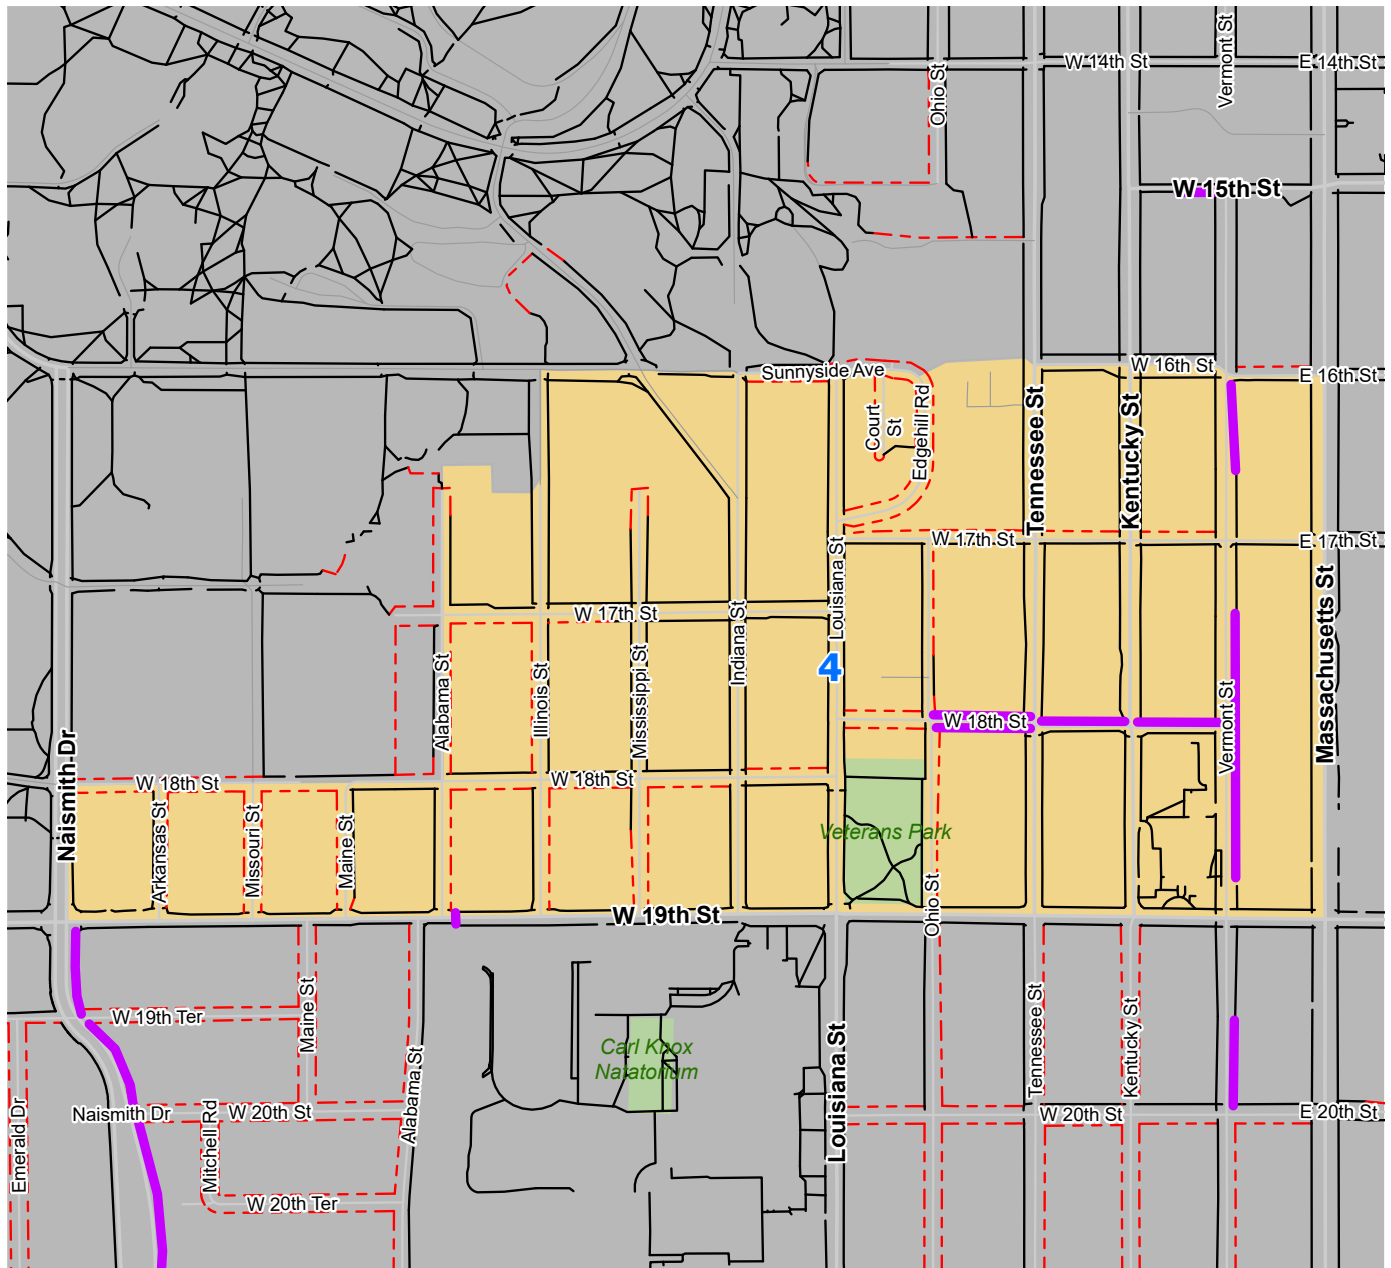 Vermont St
W 14th St
E 14th St
Ohio St
W 15th St
Sunnyside Ave
W 16th St
E 16th St
Court
St
Edgehill Rd
Tennessee St
Kentucky St
W 17th St
E 17th St
Louisiana St
Massachusetts St
W 17th St
Indiana St
Mississippi St
Illinois St
Alabama St
4
Vermont St
W 18th St
Naismith Dr
W 18th St
W 18th St
Arkansas St
Missouri St
Maine St
Veterans Park
Ohio St
W 19th St
Maine St
W 19th Ter
Tennessee St
Kentucky St
Louisiana St
Carl Knox
Natatorium
Alabama St
Naismith Dr
W 20th St
W 20th St
E 20th St
Emerald Dr
Mitchell Rd
W 20th Ter